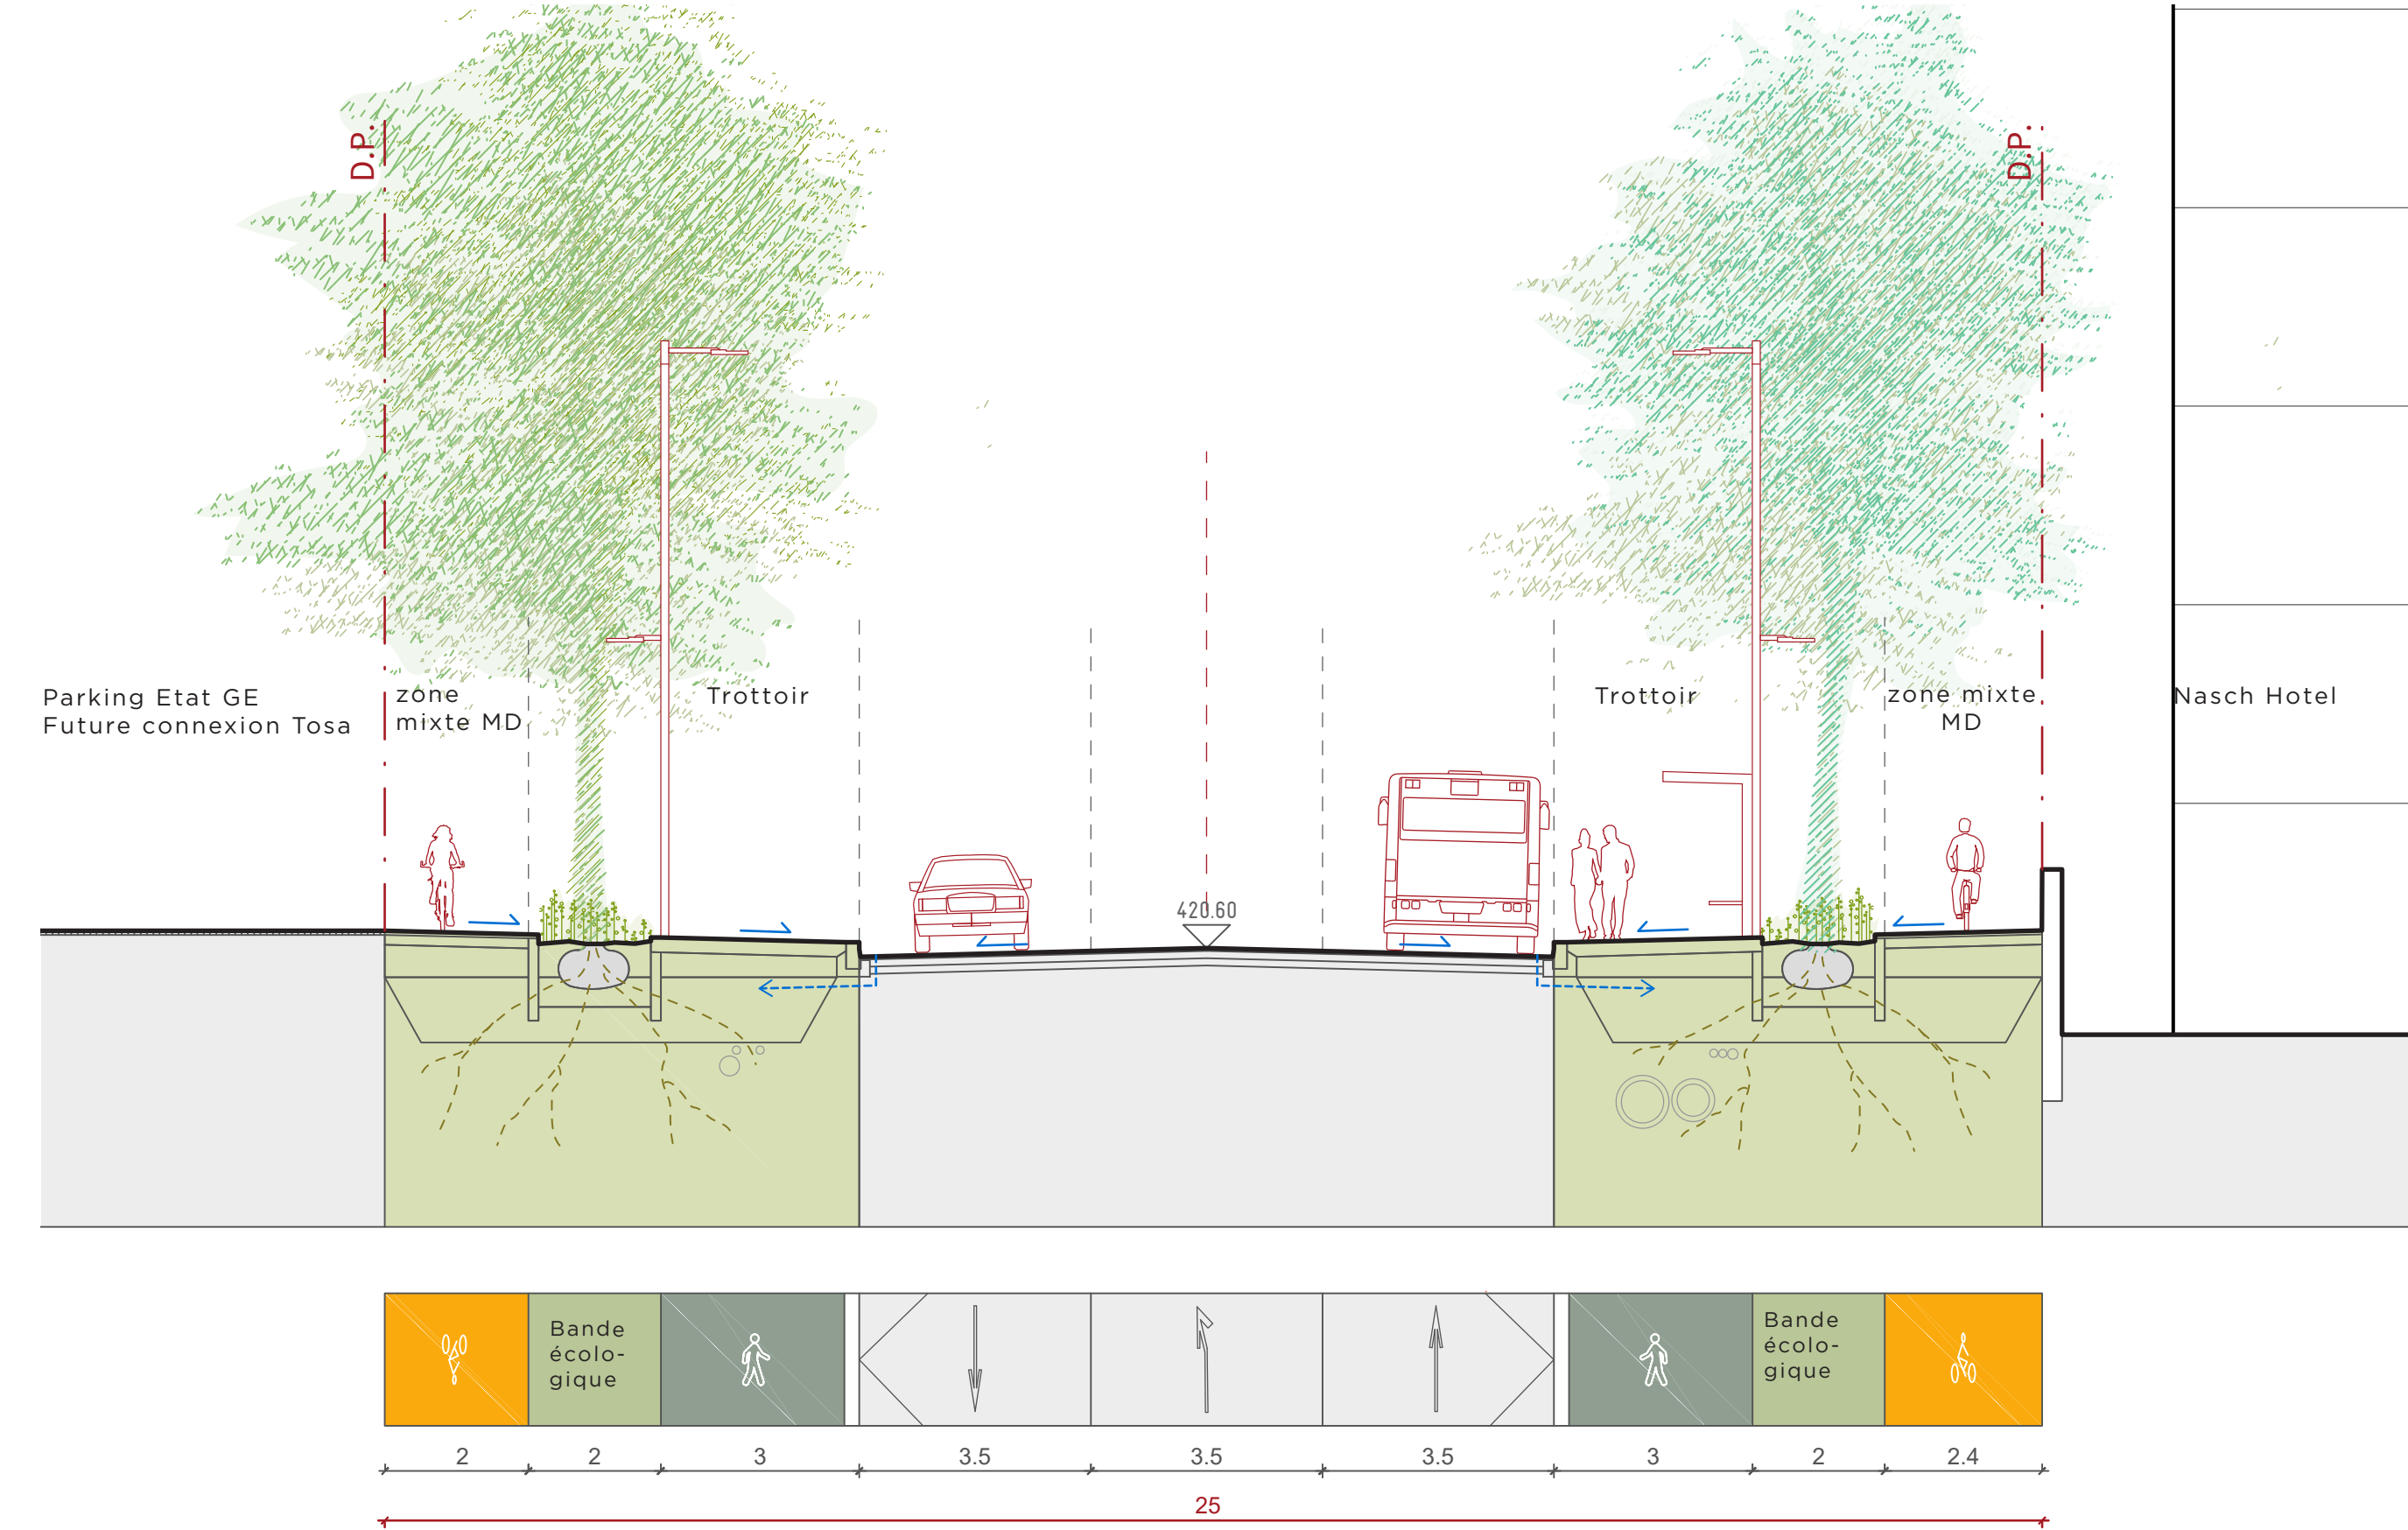 D.P.
D.P.
Parking Etat GE
Future connexion Tosa
zone
mixte MD
Trottoir
Trottoir
zone mixte
MD
Nasch Hotel
420.60
Bande
écolo-
gique
Bande
écolo-
gique
2 2 3 3.5 3.5 3.5 3 2 2.4
25